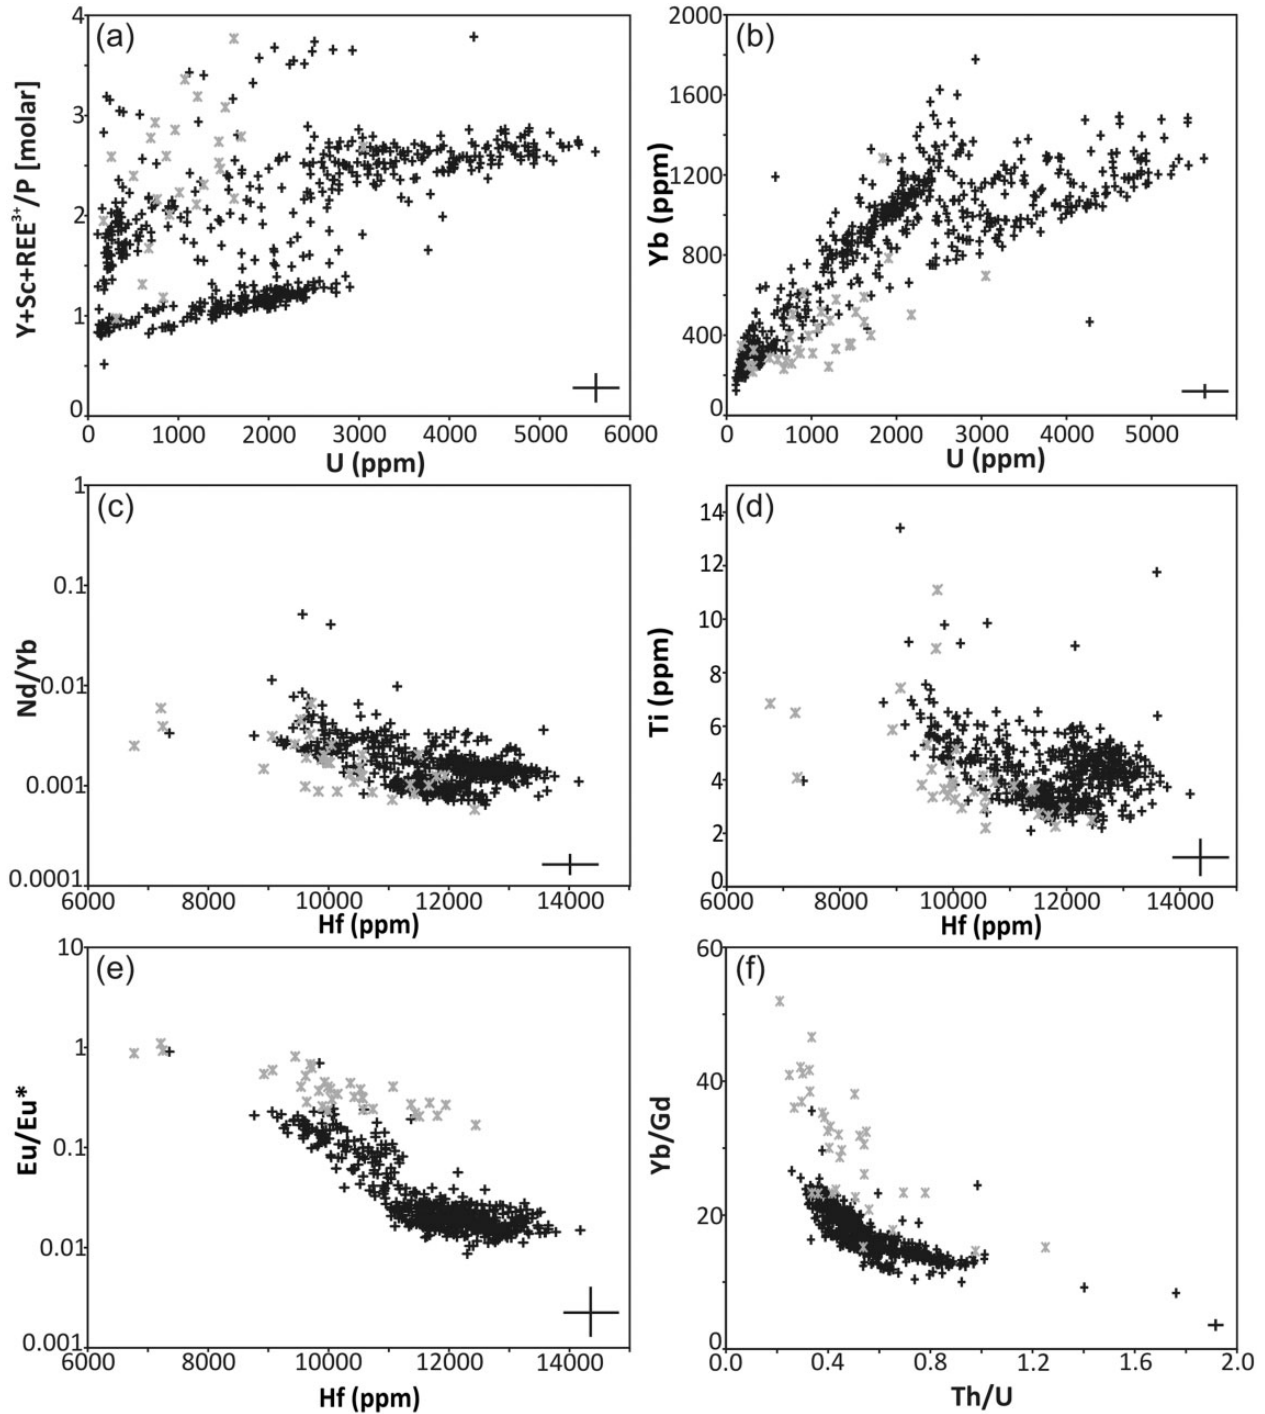 (a)
4
3
2
1
0
Y+Sc+REE³⁺/P [molar]
0 1000 2000 3000 4000 5000 6000
U (ppm)
(b)
2000
1600
1200
800
400
0
Yb (ppm)
0 1000 2000 3000 4000 5000
U (ppm)
(c)
1
0.1
0.01
0.001
0.0001
Nd/Yb
6000 8000 10000 12000 14000
Hf (ppm)
(d)
14
12
10
8
6
4
2
0
Ti (ppm)
6000 8000 10000 12000 14000
Hf (ppm)
(e)
10
1
0.1
0.01
0.001
Eu/Eu*
6000 8000 10000 12000 14000
Hf (ppm)
(f)
60
40
20
0
Yb/Gd
0.0 0.4 0.8 1.2 1.6 2.0
Th/U